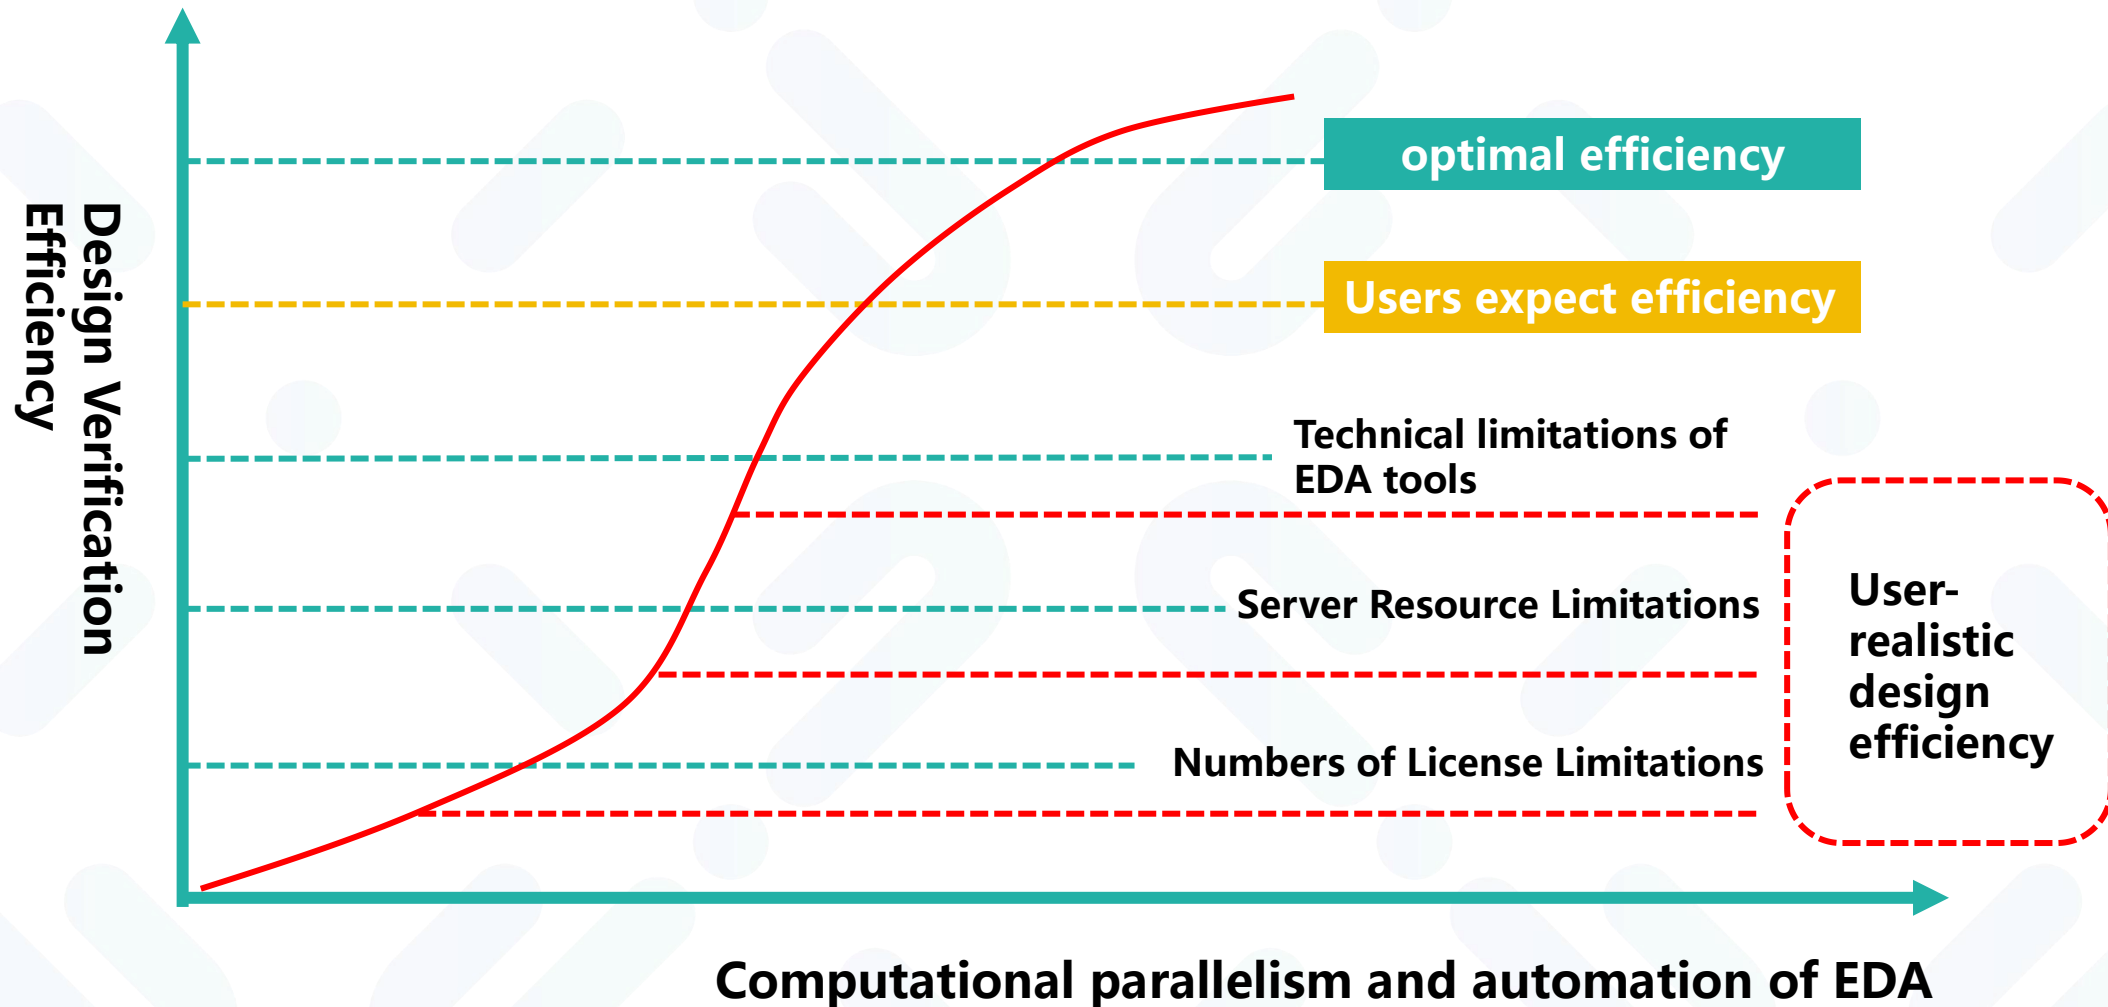 Design Verification
Efficiency
optimal efficiency
Users expect efficiency
Technical limitations of
EDA tools
Server Resource Limitations
Numbers of License Limitations
User-
realistic
design
efficiency
Computational parallelism and automation of EDA